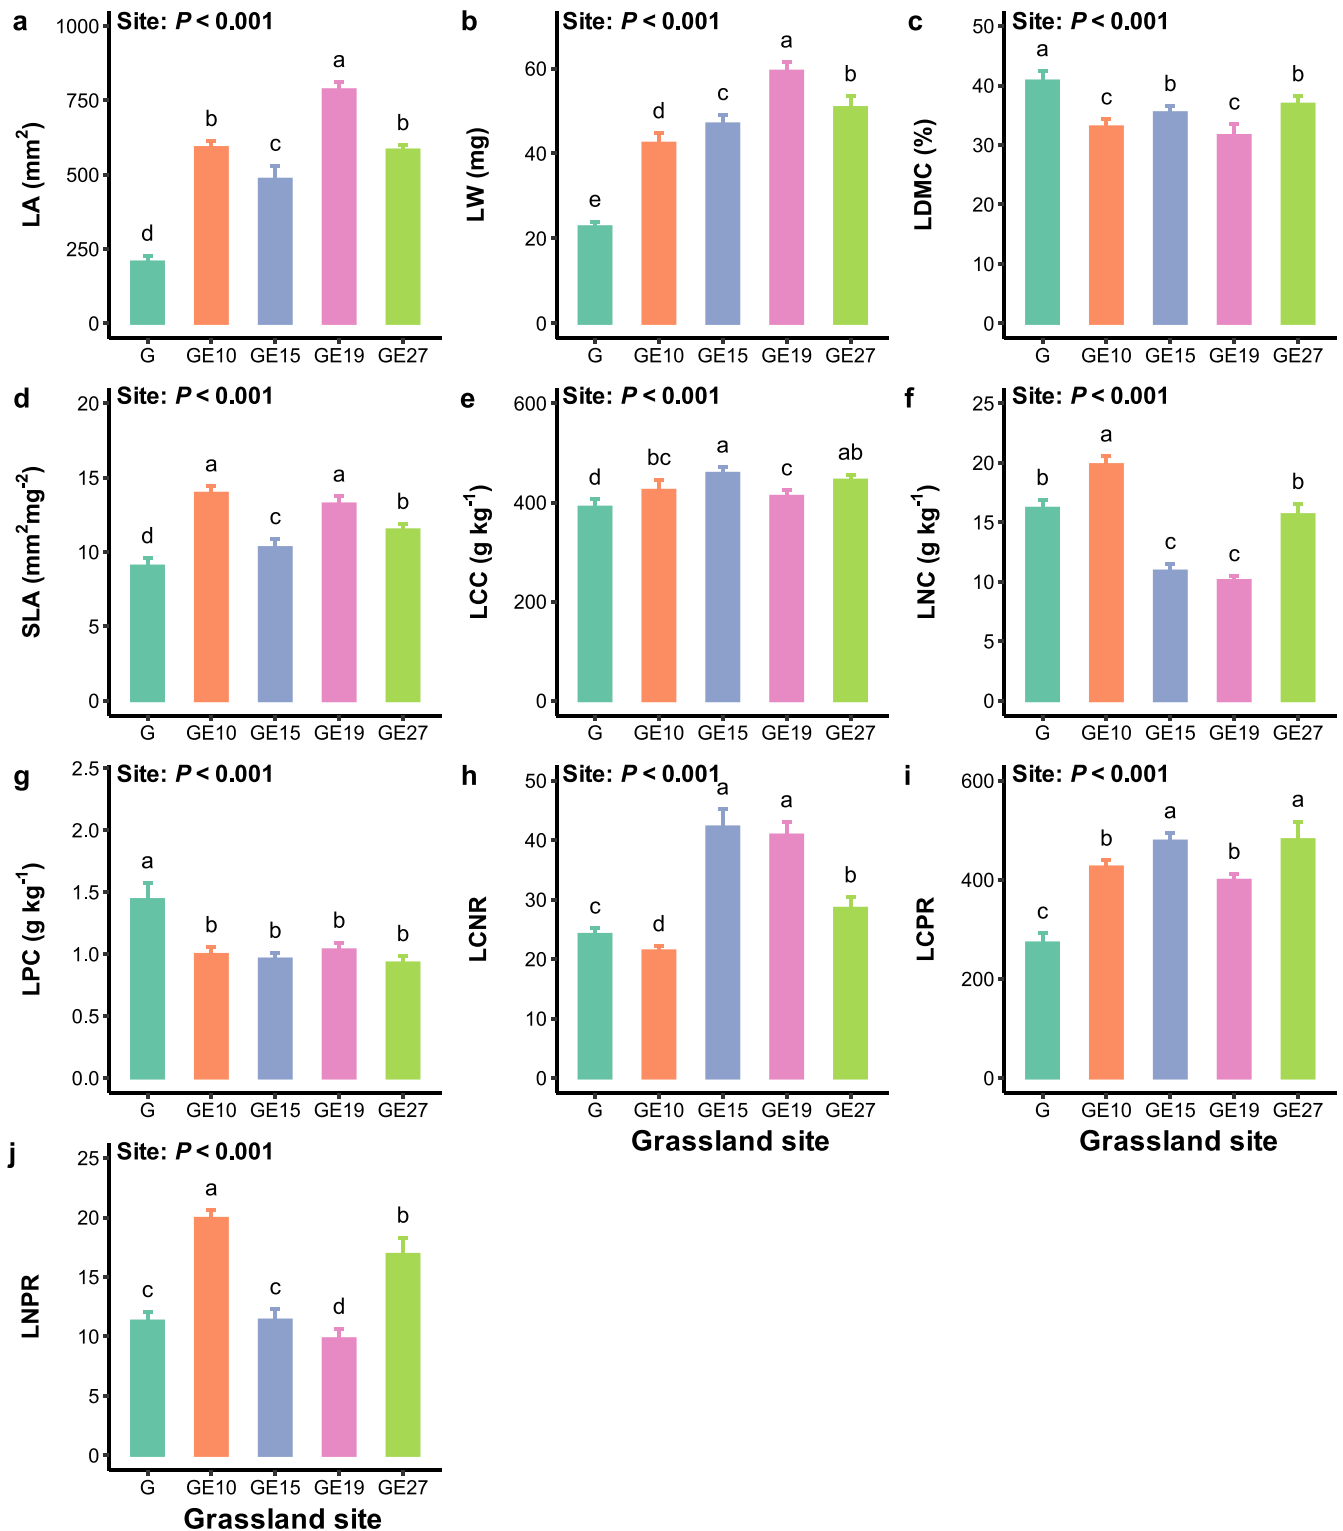 a
Site: P < 0.001
LA (mm²)
1000
750
500
250
0
d
b
c
a
b
G GE10 GE15 GE19 GE27
b
Site: P < 0.001
LW (mg)
60
40
20
0
e
d
c
a
b
G GE10 GE15 GE19 GE27
c
Site: P < 0.001
LDMC (%)
50
40
30
20
10
0
a
c
b
c
b
G GE10 GE15 GE19 GE27
d
Site: P < 0.001
SLA (mm²mg⁻²)
20
15
10
5
0
d
a
c
a
b
G GE10 GE15 GE19 GE27
e
Site: P < 0.001
LCC (g kg⁻¹)
600
400
200
0
d
bc
a
c
ab
G GE10 GE15 GE19 GE27
f
Site: P < 0.001
LNC (g kg⁻¹)
25
20
15
10
5
0
b
a
c
c
b
G GE10 GE15 GE19 GE27
g
Site: P < 0.001
LPC (g kg⁻¹)
2.5
2.0
1.5
1.0
0.5
0.0
a
b
b
b
b
G GE10 GE15 GE19 GE27
h
Site: P < 0.001
LCNR
50
40
30
20
10
0
c
d
a
a
b
G GE10 GE15 GE19 GE27
Grassland site
i
Site: P < 0.001
LCPR
600
400
200
0
c
b
a
b
a
G GE10 GE15 GE19 GE27
Grassland site
j
Site: P < 0.001
LNPR
25
20
15
10
5
0
c
a
c
d
b
G GE10 GE15 GE19 GE27
Grassland site